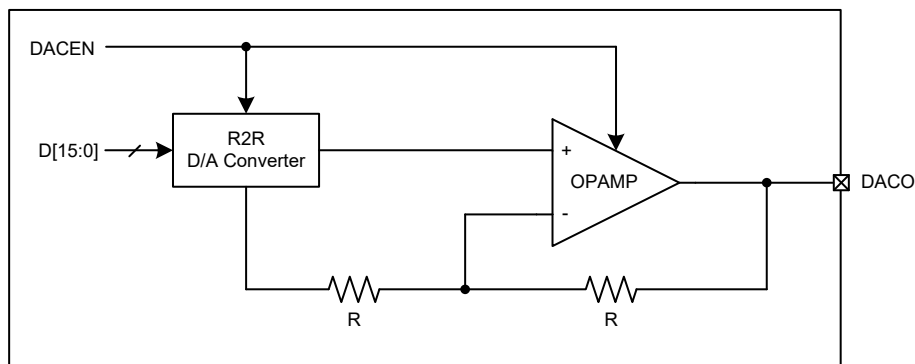 DACEN
D[15:0]
R2R
D/A Converter
+
OPAMP
-
DACO
R
R